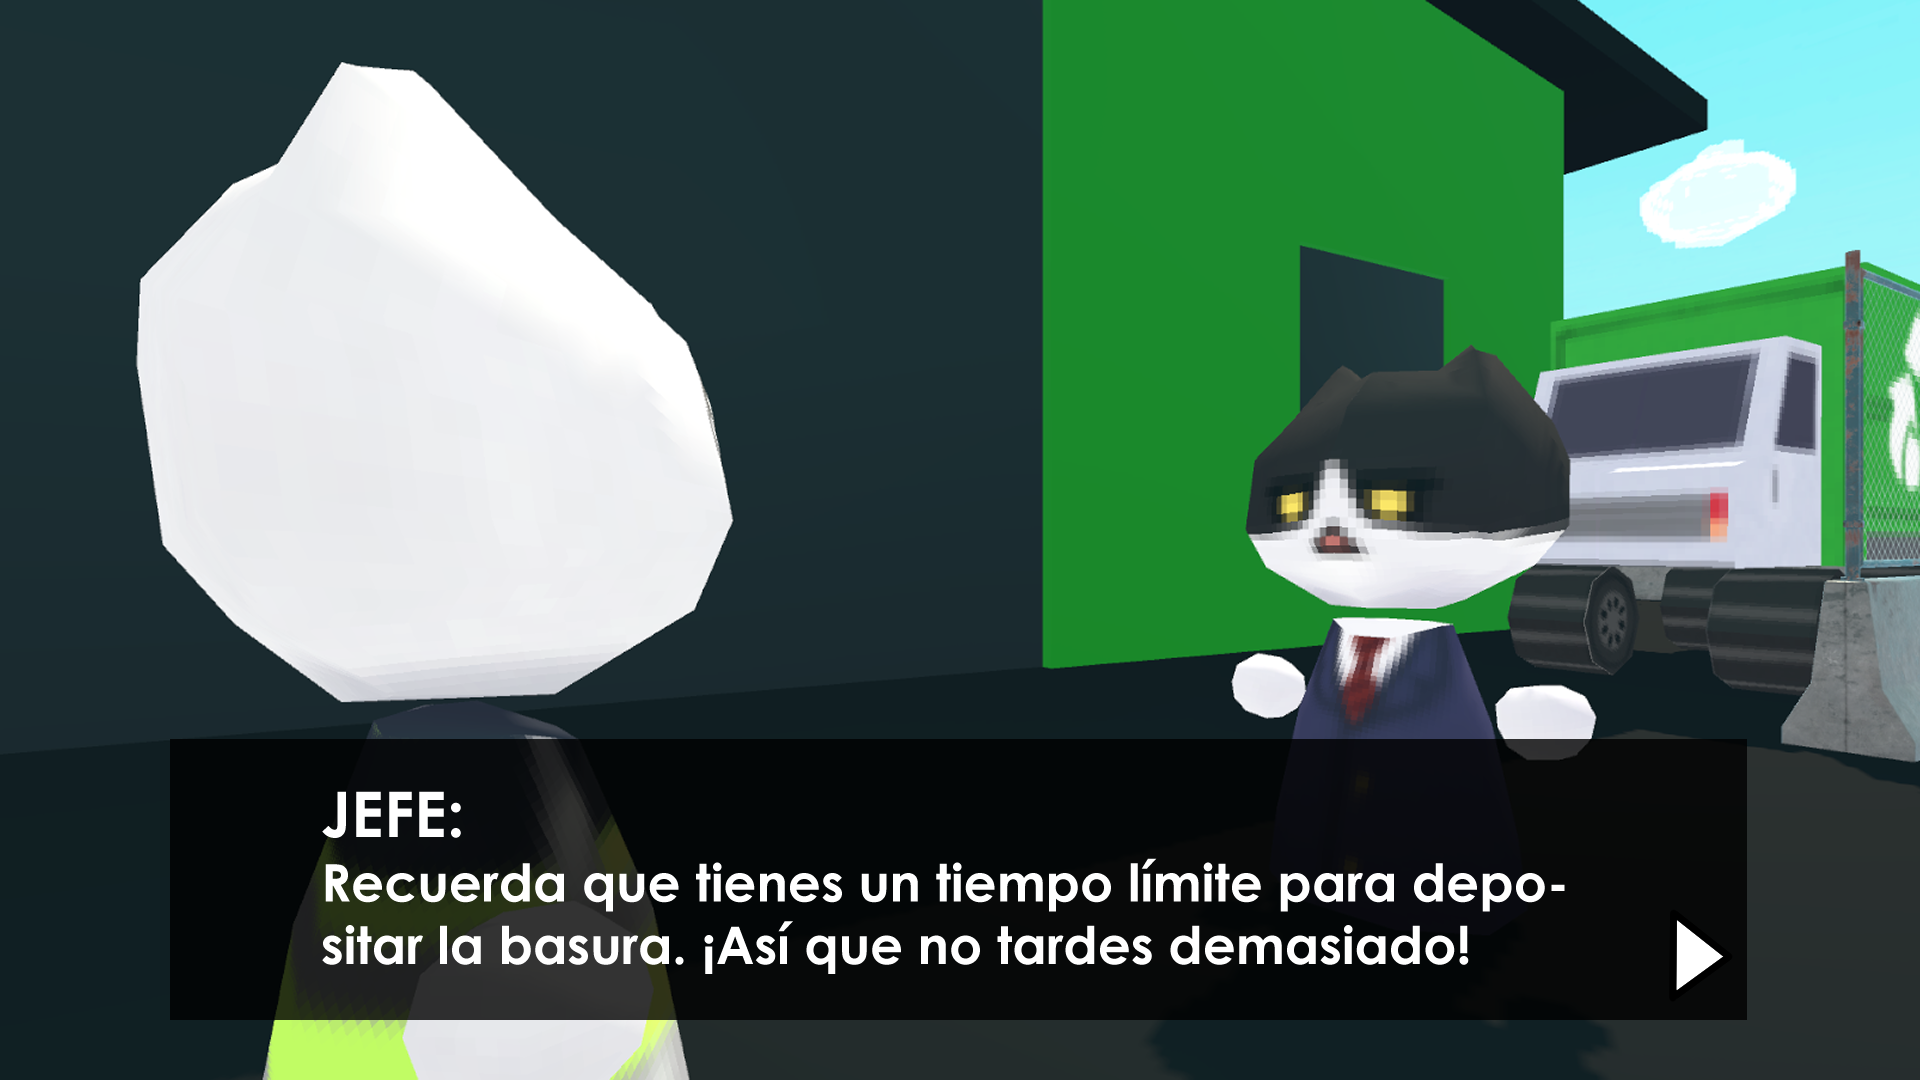 JEFE:
Recuerda que tienes un tiempo límite para depo-
sitar la basura. ¡Así que no tardes demasiado!